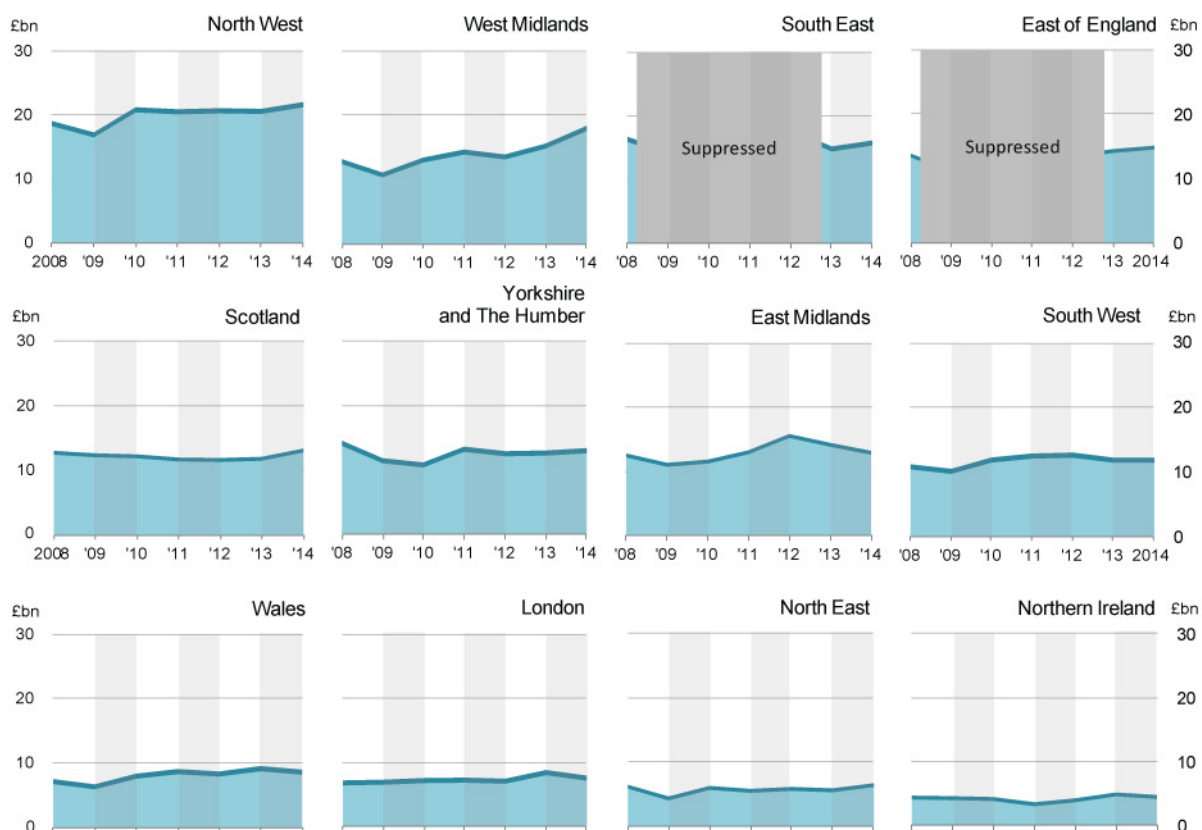 £bn North West West Midlands South East East of England £bn
30 30
20 20
Suppressed Suppressed
10 10
0 0
2008 '09 '10 '11 '12 '13 '14 '08 '09 '10 '11 '12 '13 '14 '08 '09 '10 '11 '12 '13 '14 '08 '09 '10 '11 '12 '13 2014
Yorkshire
£bn Scotland and The Humber East Midlands South West £bn
30 30
20 20
10 10
0 0
2008 '09 '10 '11 '12 '13 '14 '08 '09 '10 '11 '12 '13 '14 '08 '09 '10 '11 '12 '13 '14 '08 '09 '10 '11 '12 '13 2014
£bn Wales London North East Northern Ireland £bn
30 30
20 20
10 10
0 0